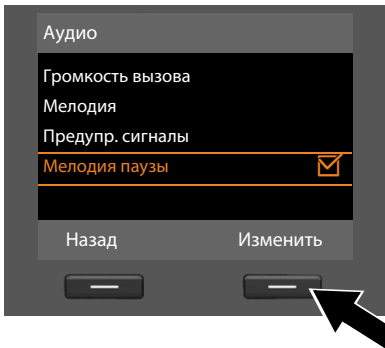 Аудио
Громкость вызова
Мелодия
Предупр. сигналы
Мелодия паузы
Назад Изменить